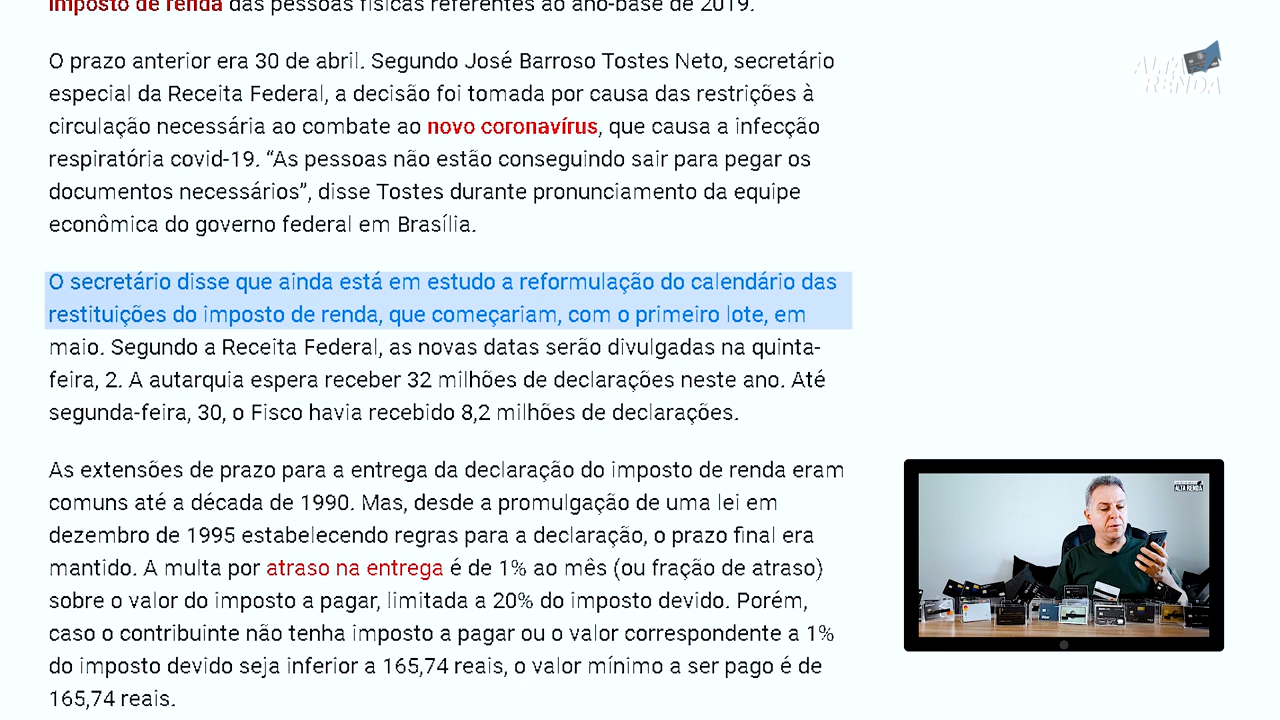 imposto de renda das pessoas físicas referentes ao ano-base de 2019.
O prazo anterior era 30 de abril. Segundo José Barroso Tostes Neto, secretário
especial da Receita Federal, a decisão foi tomada por causa das restrições à
circulação necessária ao combate ao novo coronavírus, que causa a infecção
respiratória covid-19. “As pessoas não estão conseguindo sair para pegar os
documentos necessários”, disse Tostes durante pronunciamento da equipe
econômica do governo federal em Brasília.
O secretário disse que ainda está em estudo a reformulação do calendário das
restituições do imposto de renda, que começariam, com o primeiro lote, em
maio. Segundo a Receita Federal, as novas datas serão divulgadas na quinta-
feira, 2. A autarquia espera receber 32 milhões de declarações neste ano. Até
segunda-feira, 30, o Fisco havia recebido 8,2 milhões de declarações.
As extensões de prazo para a entrega da declaração do imposto de renda eram
comuns até a década de 1990. Mas, desde a promulgação de uma lei em
dezembro de 1995 estabelecendo regras para a declaração, o prazo final era
mantido. A multa por atraso na entrega é de 1% ao mês (ou fração de atraso)
sobre o valor do imposto a pagar, limitada a 20% do imposto devido. Porém,
caso o contribuinte não tenha imposto a pagar ou o valor correspondente a 1%
do imposto devido seja inferior a 165,74 reais, o valor mínimo a ser pago é de
165,74 reais.
ALTA
RENDA
ALTA RENDA